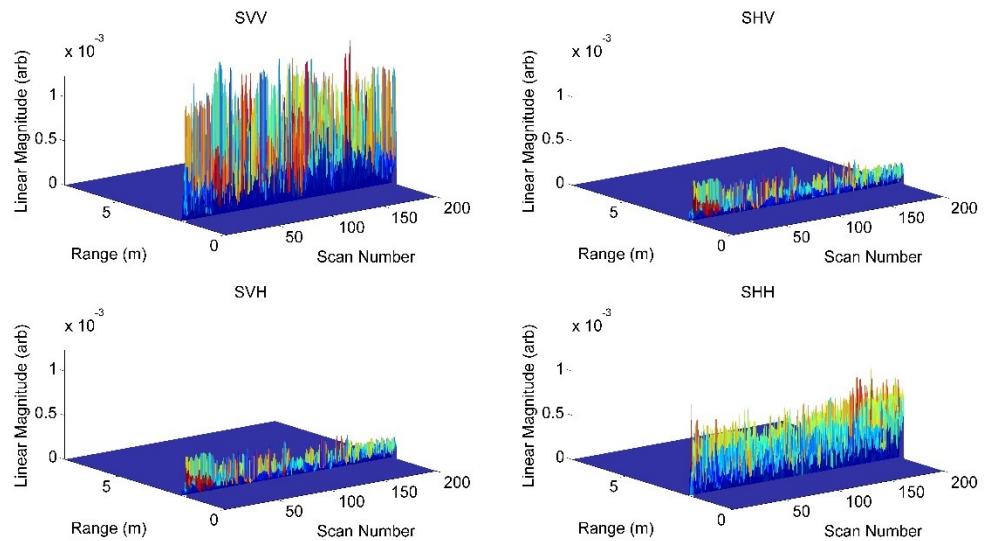 SVV
x 10⁻³
Linear Magnitude (arb)
1
0.5
0
5
0
Range (m)
50
100
150
200
Scan Number
SHV
x 10⁻³
Linear Magnitude (arb)
1
0.5
0
5
0
Range (m)
50
100
150
200
Scan Number
SVH
x 10⁻³
Linear Magnitude (arb)
1
0.5
0
5
0
Range (m)
50
100
150
200
Scan Number
SHH
x 10⁻³
Linear Magnitude (arb)
1
0.5
0
5
0
Range (m)
50
100
150
200
Scan Number